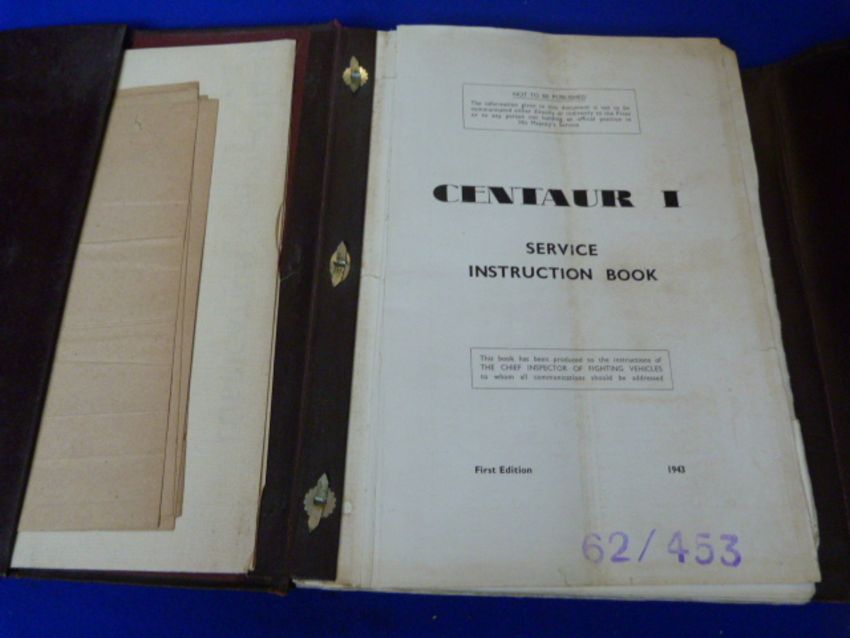 NOT TO BE PUBLISHED
The information given in this document is not to be
communicated either directly or indirectly to the Press
or to any person not holding an official position in
His Majesty's Service
CENTAUR I
SERVICE
INSTRUCTION BOOK
This book has been produced to the instructions of
THE CHIEF INSPECTOR OF FIGHTING VEHICLES
to whom all communications should be addressed
First Edition 1943
62/453